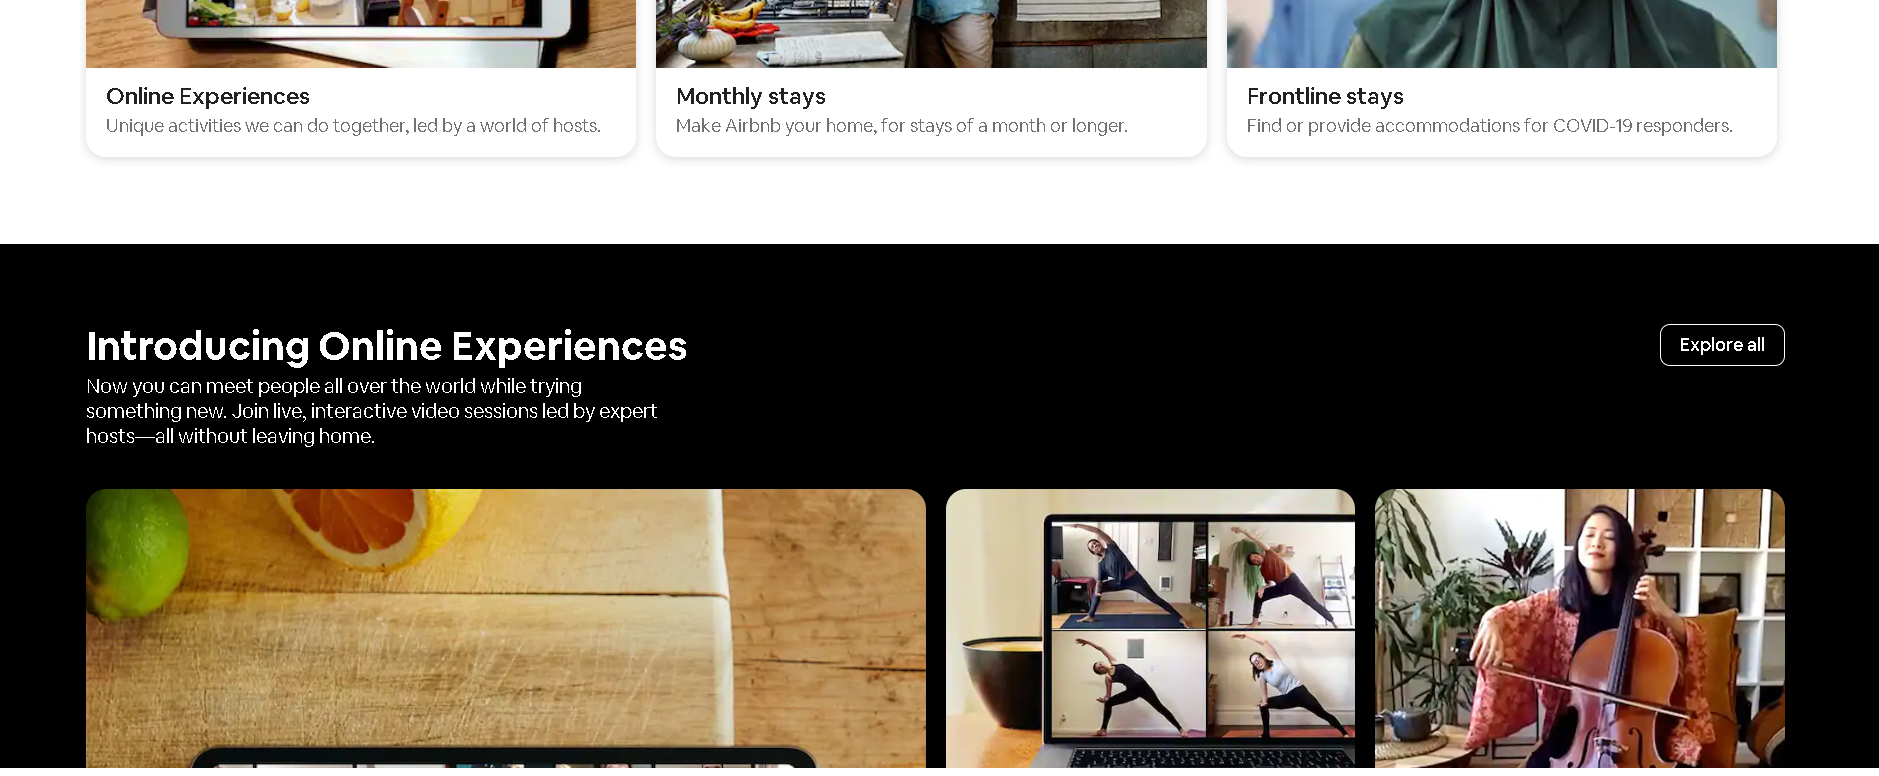 Online Experiences
Unique activities we can do together, led by a world of hosts.
Monthly stays
Make Airbnb your home, for stays of a month or longer.
Frontline stays
Find or provide accommodations for COVID-19 responders.
Introducing Online Experiences
Explore all
Now you can meet people all over the world while trying
something new. Join live, interactive video sessions led by expert
hosts—all without leaving home.